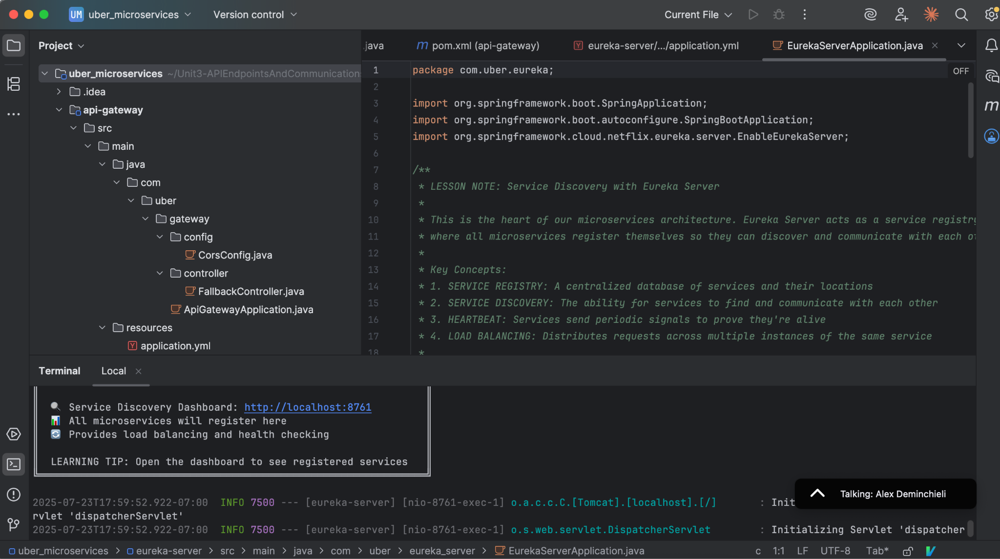 UM uber_microservices Version control Current File
Project
.java m pom.xml (api-gateway) Y eureka-server/.../application.yml EurekaServerApplication.java
uber_microservices ~/Unit3-APIEndpointsAndCommunication
.idea
api-gateway
src
main
java
com
uber
gateway
config
CorsConfig.java
controller
FallbackController.java
ApiGatewayApplication.java
resources
Y application.yml
OFF
1 package com.uber.eureka;
2
3 import org.springframework.boot.SpringApplication;
4 import org.springframework.boot.autoconfigure.SpringBootApplication;
5 import org.springframework.cloud.netflix.eureka.server.EnableEurekaServer;
6
7 /**
8 * LESSON NOTE: Service Discovery with Eureka Server
9 *
10 * This is the heart of our microservices architecture. Eureka Server acts as a service registry
11 * where all microservices register themselves so they can discover and communicate with each ot
12 *
13 * Key Concepts:
14 * 1. SERVICE REGISTRY: A centralized database of services and their locations
15 * 2. SERVICE DISCOVERY: The ability for services to find and communicate with each other
16 * 3. HEARTBEAT: Services send periodic signals to prove they're alive
17 * 4. LOAD BALANCING: Distributes requests across multiple instances of the same service
18 *
m
Terminal Local
Service Discovery Dashboard: http://localhost:8761
All microservices will register here
Provides load balancing and health checking
LEARNING TIP: Open the dashboard to see registered services
Talking: Alex Deminchieli
2025-07-23T17:59:52.922-07:00 INFO 7500 --- [eureka-server] [nio-8761-exec-1] o.a.c.c.C.[Tomcat].[localhost].[/] : Init
rvlet 'dispatcherServlet'
2025-07-23T17:59:52.922-07:00 INFO 7500 --- [eureka-server] [nio-8761-exec-1] o.s.web.servlet.DispatcherServlet : Initializing Servlet 'dispatcher
uber_microservices > eureka-server > src > main > java > com > uber > eureka_server > EurekaServerApplication.java c 1:1 LF UTF-8 Tab*